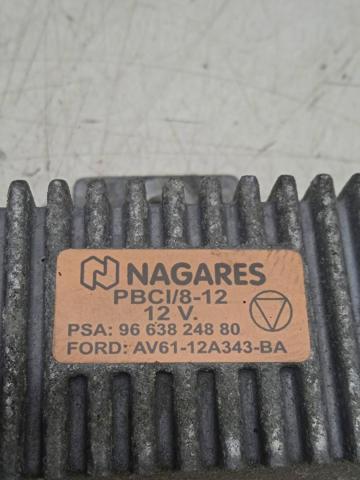 NAGARES
PBCI/8-12
12 V.
PSA: 96 638 248 80
FORD: AV61-12A343-BA